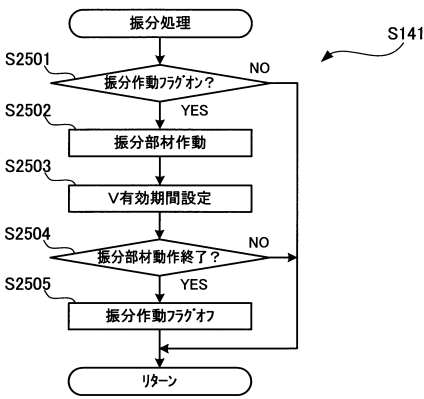 振分処理
S141
S2501
振分作動ﾌﾗｸﾞオン？
NO
YES
S2502
振分部材作動
S2503
V有効期間設定
S2504
振分部材動作終了？
NO
YES
S2505
振分作動ﾌﾗｸﾞオフ
ﾘﾀｰﾝ